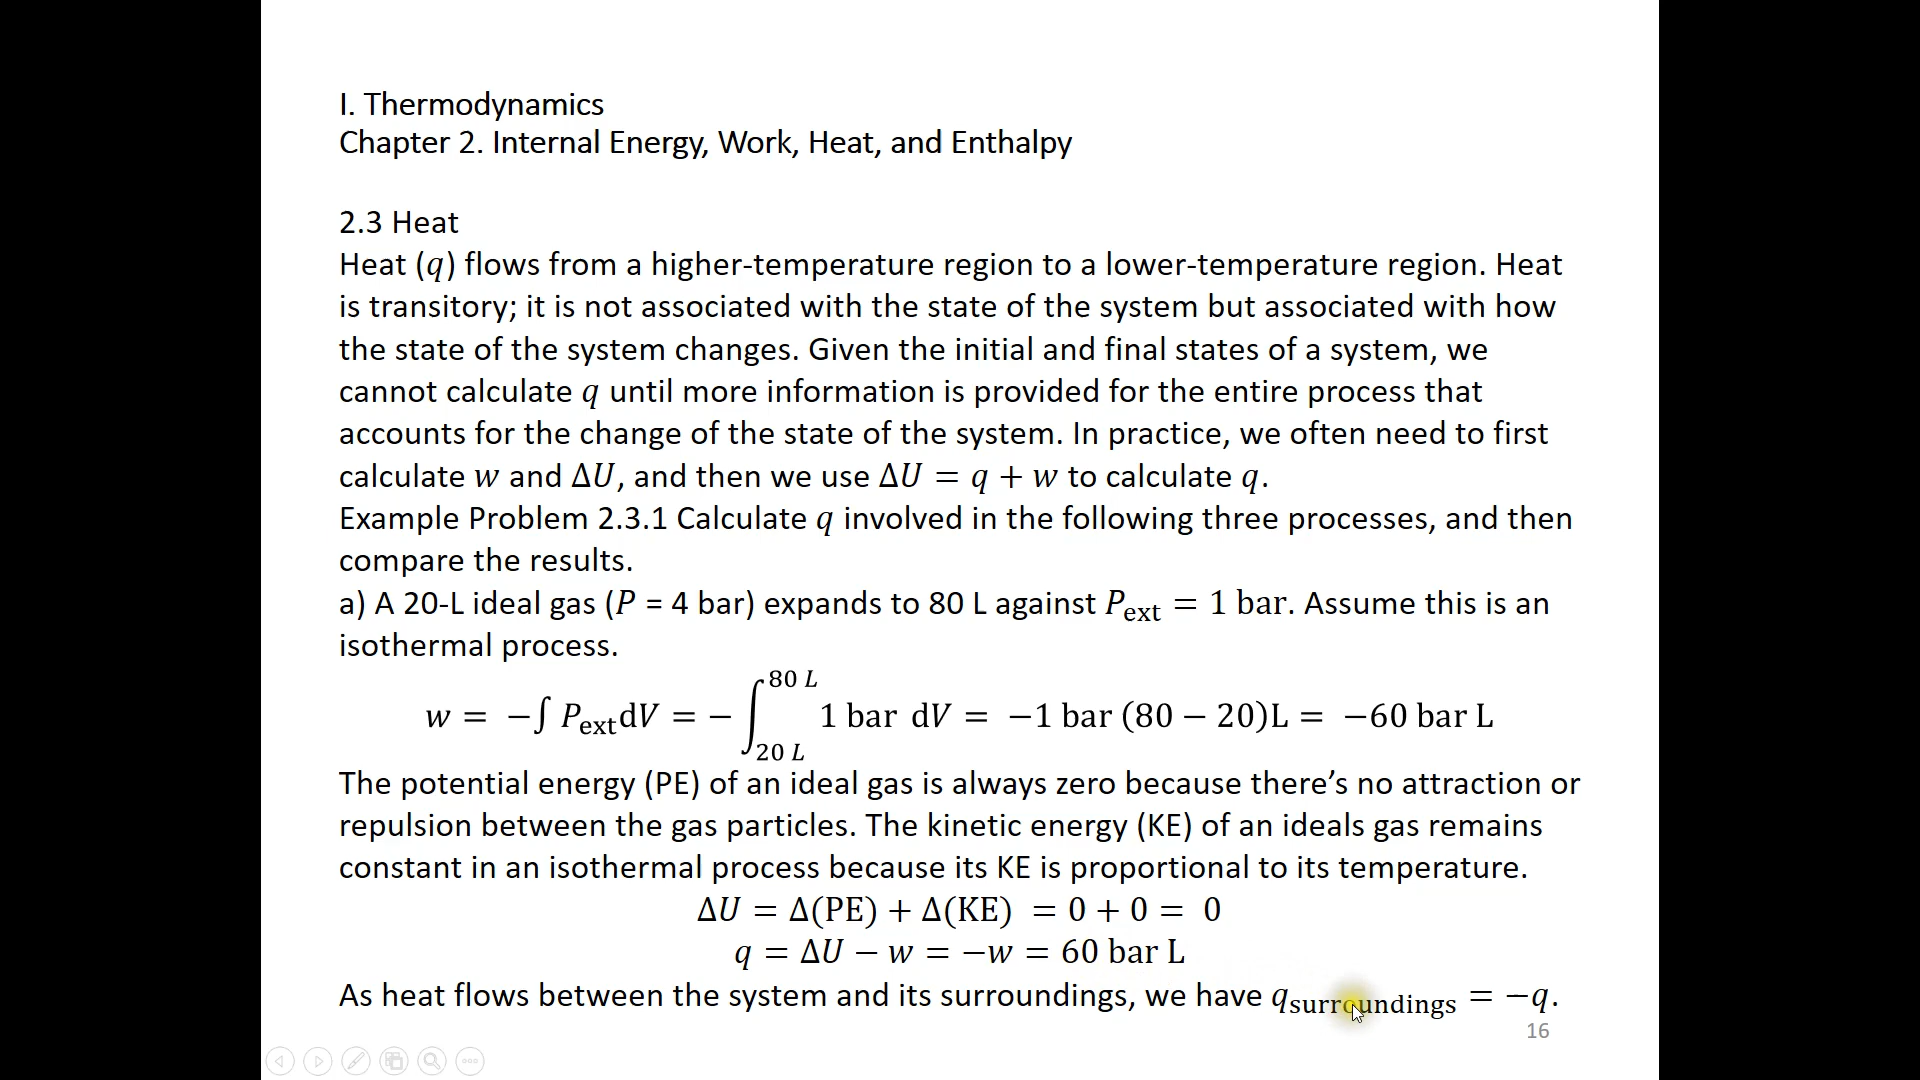 I. Thermodynamics
Chapter 2. Internal Energy, Work, Heat, and Enthalpy
2.3 Heat
Heat (q) flows from a higher-temperature region to a lower-temperature region. Heat
is transitory; it is not associated with the state of the system but associated with how
the state of the system changes. Given the initial and final states of a system, we
cannot calculate q until more information is provided for the entire process that
accounts for the change of the state of the system. In practice, we often need to first
calculate w and ΔU, and then we use ΔU = q + w to calculate q.
Example Problem 2.3.1 Calculate q involved in the following three processes, and then
compare the results.
a) A 20-L ideal gas (P = 4 bar) expands to 80 L against P_ext = 1 bar. Assume this is an
isothermal process.
w = −∫ P_ext dV = −∫_{20 L}^{80 L} 1 bar dV = −1 bar (80 − 20)L = −60 bar L
The potential energy (PE) of an ideal gas is always zero because there’s no attraction or
repulsion between the gas particles. The kinetic energy (KE) of an ideals gas remains
constant in an isothermal process because its KE is proportional to its temperature.
ΔU = Δ(PE) + Δ(KE) = 0 + 0 = 0
q = ΔU − w = −w = 60 bar L
As heat flows between the system and its surroundings, we have q_surroundings = −q.
16